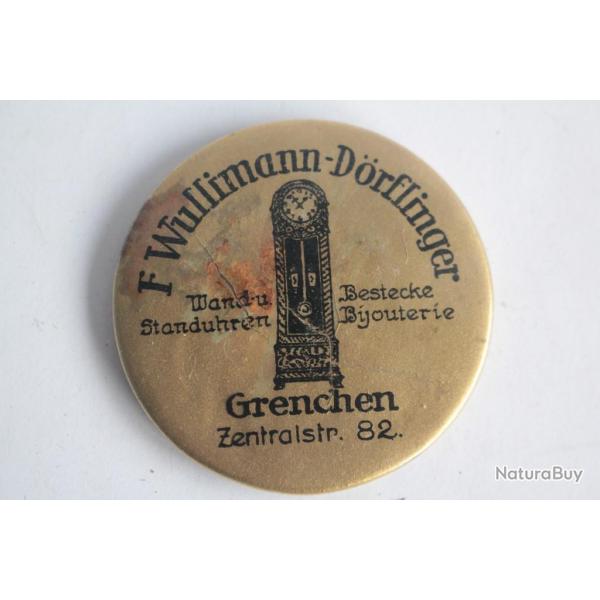 F Wullimann-Dörflinger
Wand-u. Bestecke
Standuhren Bijouterie
Grenchen
Zentralstr. 82.
NaturaBuy